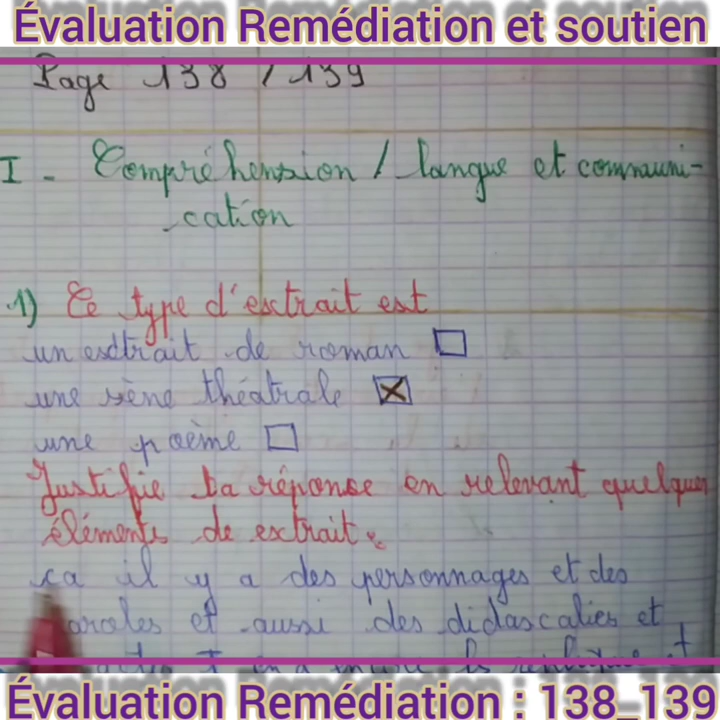 Évaluation Remédiation et soutien
Page 138 / 139
I - Compréhension / langue et communi-
cation
1) Ce type d'extrait est
un extrait de roman
une sène théatrale
une poème
Justifie ta réponse en relevant quelques
éléments de extrait.
ca il y a des personnages et des
paroles et aussi des didascalies et
Évaluation Remédiation : 138_139